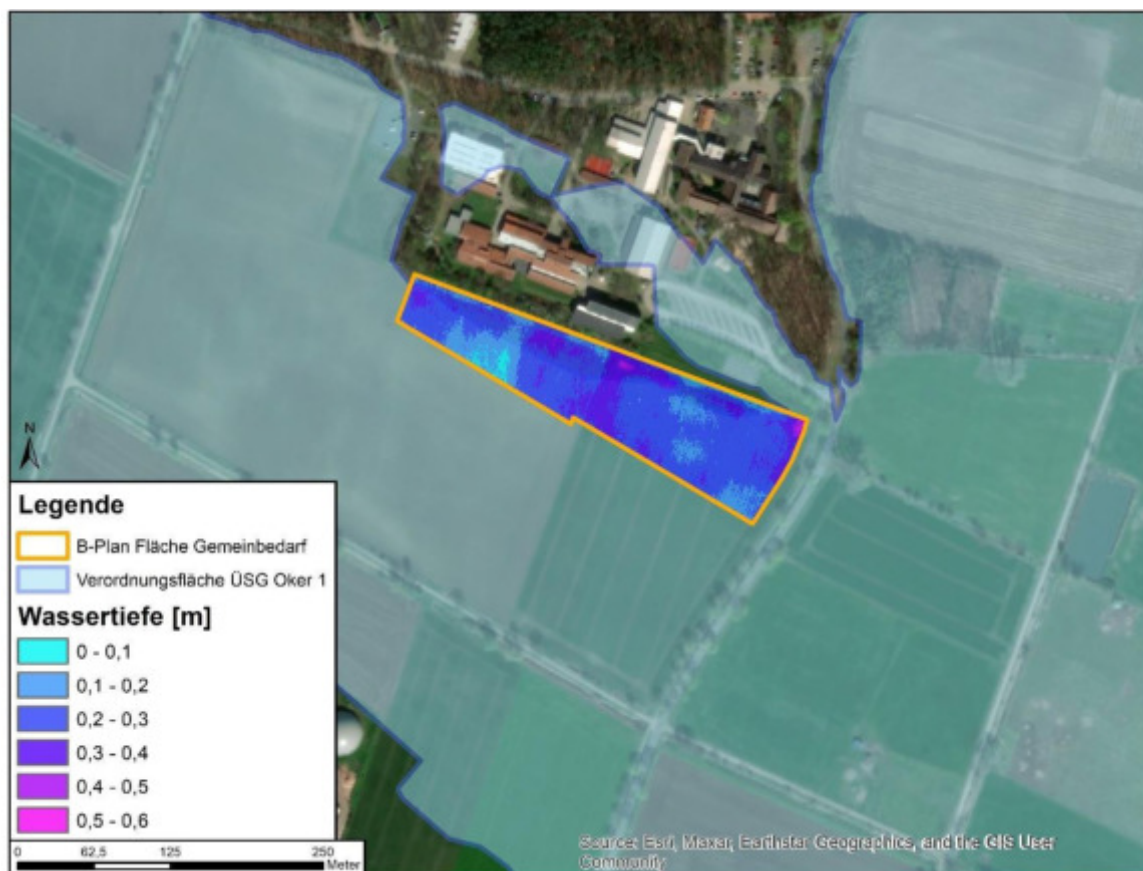 N
Legende
B-Plan Fläche Gemeinbedarf
Verordnungsfläche ÜSG Oker 1
Wassertiefe [m]
0 - 0,1
0,1 - 0,2
0,2 - 0,3
0,3 - 0,4
0,4 - 0,5
0,5 - 0,6
0 62,5 125 250
Meter
Source: Esri, Maxar, Earthstar Geographics, and the GIS User
Community